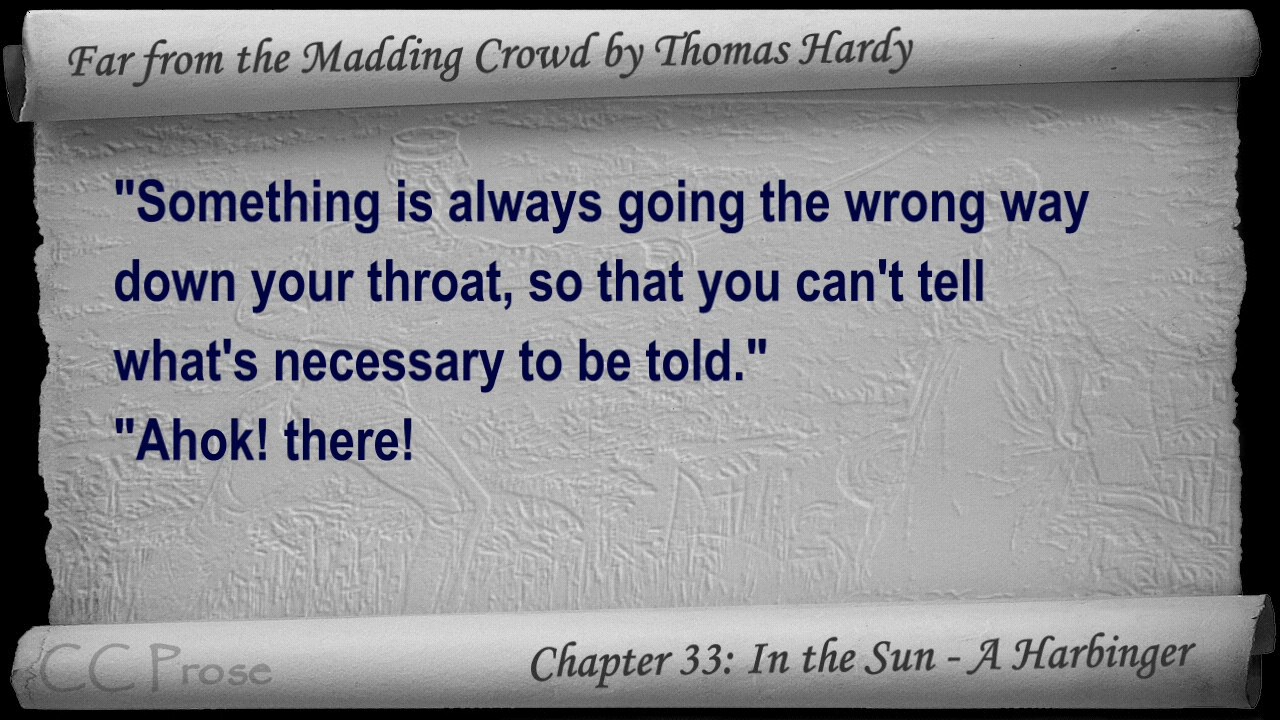 Far from the Madding Crowd by Thomas Hardy
"Something is always going the wrong way
down your throat, so that you can't tell
what's necessary to be told."
"Ahok! there!
CC Prose
Chapter 33: In the Sun - A Harbinger